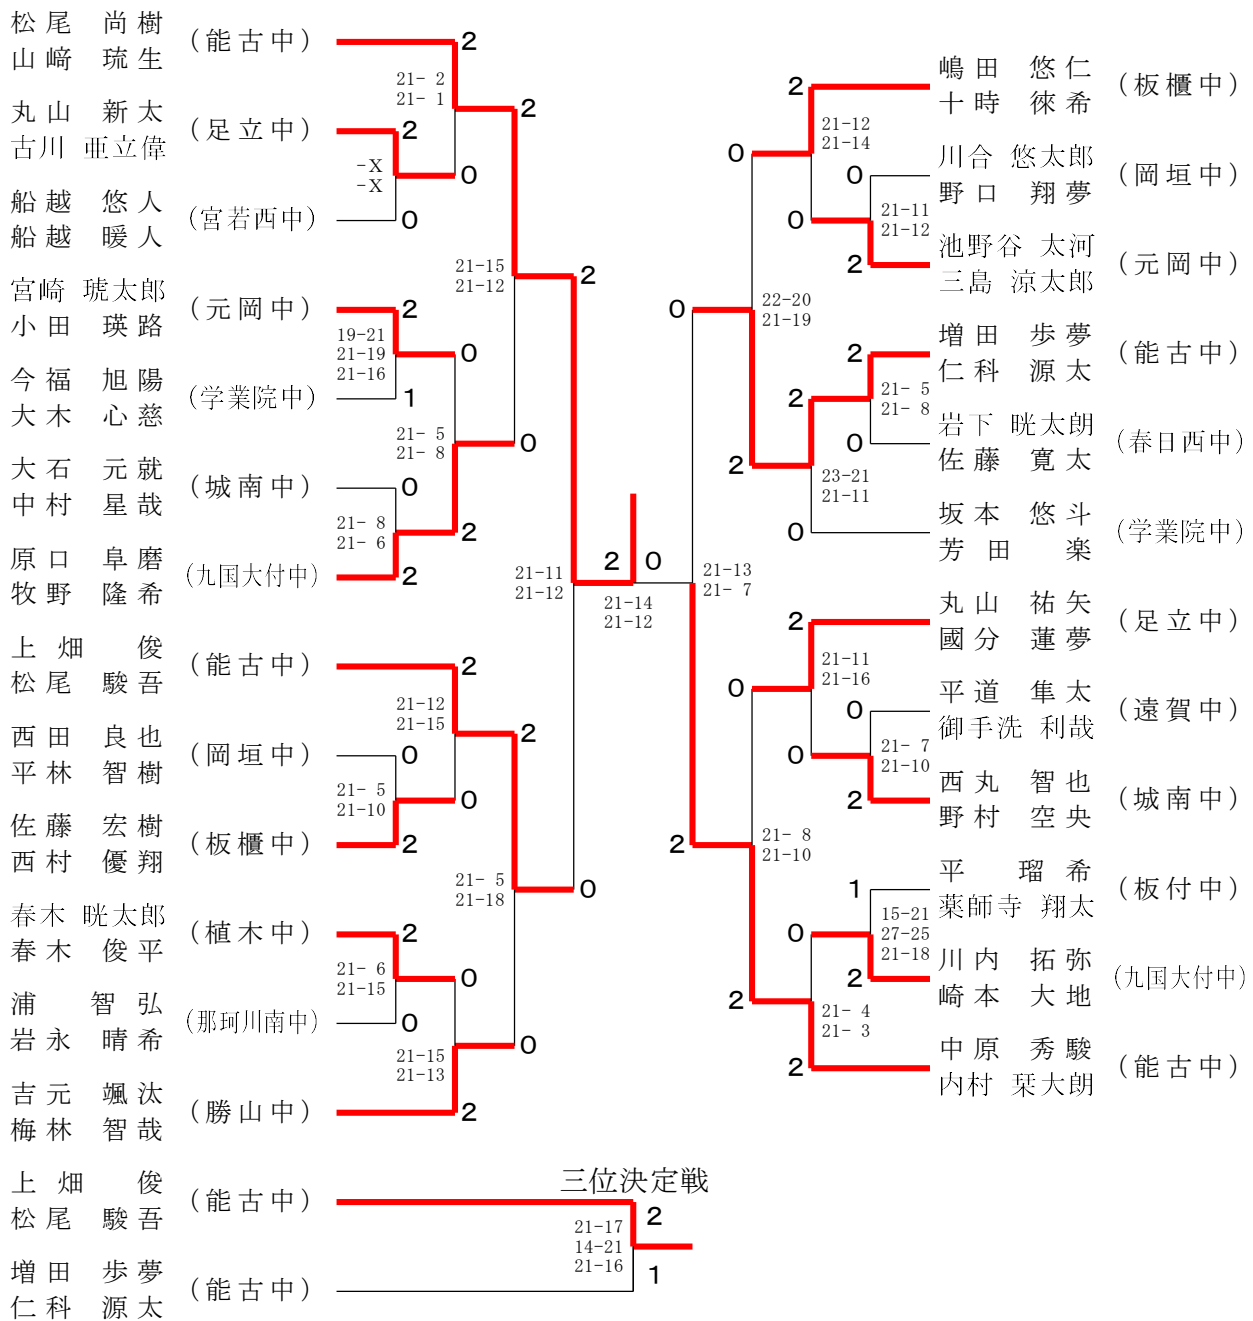 松尾 尚樹
山﨑 琉生
(能古中)
2
21- 2
21- 1
2
丸山 新太
古川 亜立偉
(足立中)
2
-X
-X
0
船越 悠人
船越 暖人
(宮若西中)
0
21-15
21-12
2
宮崎 琥太郎
小田 瑛路
(元岡中)
2
19-21
21-19
21-16
0
今福 旭陽
大木 心慈
(学業院中)
1
21- 5
21- 8
0
大石 元就
中村 星哉
(城南中)
0
21- 8
21- 6
2
原口 阜磨
牧野 隆希
(九国大付中)
2
21-11
21-12
上畑 俊
松尾 駿吾
(能古中)
2
21-12
21-15
2
西田 良也
平林 智樹
(岡垣中)
0
21- 5
21-10
0
佐藤 宏樹
西村 優翔
(板櫃中)
2
21- 5
21-18
0
春木 晄太郎
春木 俊平
(植木中)
2
21- 6
21-15
0
浦 智弘
岩永 晴希
(那珂川南中)
0
21-15
21-13
0
吉元 颯汰
梅林 智哉
(勝山中)
2
2 0
21-14
21-12
嶋田 悠仁
十時 徠希
(板櫃中)
2
21-12
21-14
0
川合 悠太郎
野口 翔夢
(岡垣中)
0
21-11
21-12
0
池野谷 太河
三島 涼太郎
(元岡中)
2
22-20
21-19
0
増田 歩夢
仁科 源太
(能古中)
2
21- 5
21- 8
2
岩下 晄太朗
佐藤 寛太
(春日西中)
0
23-21
21-11
2
坂本 悠斗
芳田 楽
(学業院中)
0
21-13
21- 7
丸山 祐矢
國分 蓮夢
(足立中)
2
21-11
21-16
0
平道 隼太
御手洗 利哉
(遠賀中)
0
21- 7
21-10
0
西丸 智也
野村 空央
(城南中)
2
21- 8
21-10
2
平 瑠希
薬師寺 翔太
(板付中)
1
15-21
27-25
21-18
0
川内 拓弥
崎本 大地
(九国大付中)
2
21- 4
21- 3
2
中原 秀駿
内村 栞大朗
(能古中)
2
三位決定戦
上畑 俊
松尾 駿吾
(能古中)
2
21-17
14-21
21-16
1
増田 歩夢
仁科 源太
(能古中)